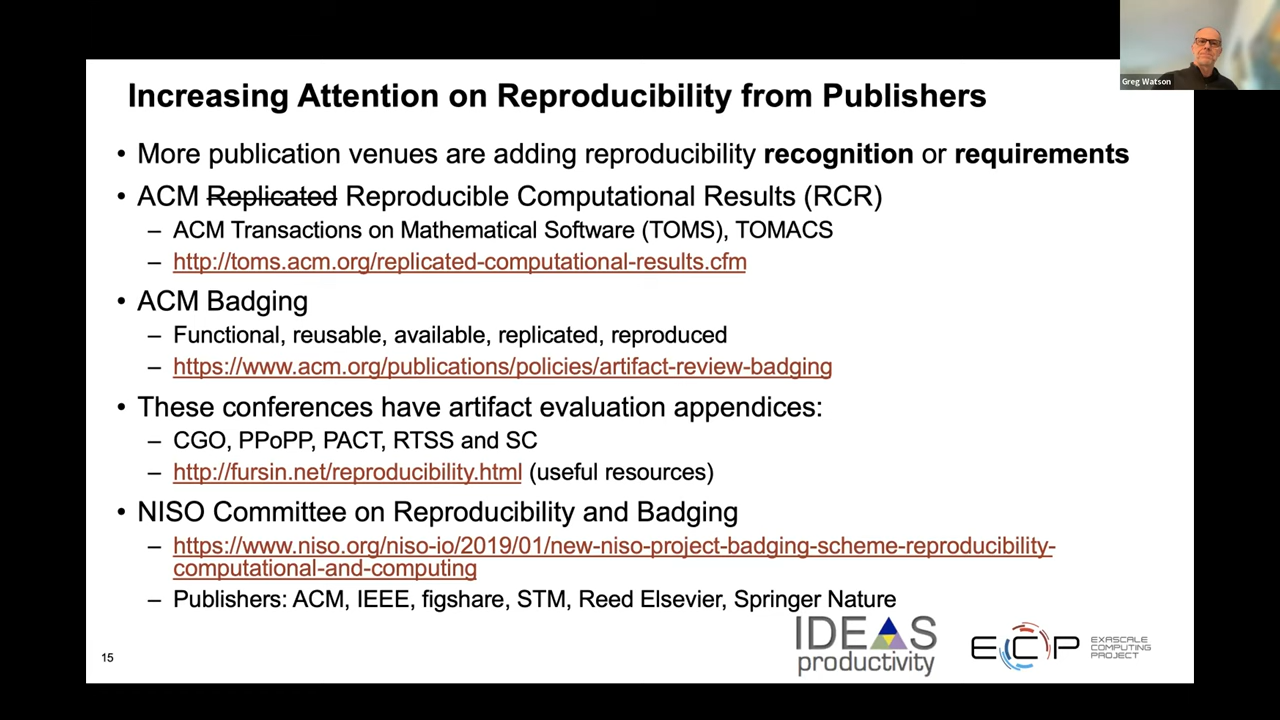 Greg Watson
Increasing Attention on Reproducibility from Publishers
• More publication venues are adding reproducibility recognition or requirements
• ACM Replicated Reproducible Computational Results (RCR)
– ACM Transactions on Mathematical Software (TOMS), TOMACS
– http://toms.acm.org/replicated-computational-results.cfm
• ACM Badging
– Functional, reusable, available, replicated, reproduced
– https://www.acm.org/publications/policies/artifact-review-badging
• These conferences have artifact evaluation appendices:
– CGO, PPoPP, PACT, RTSS and SC
– http://fursin.net/reproducibility.html (useful resources)
• NISO Committee on Reproducibility and Badging
– https://www.niso.org/niso-io/2019/01/new-niso-project-badging-scheme-reproducibility-
computational-and-computing
– Publishers: ACM, IEEE, figshare, STM, Reed Elsevier, Springer Nature
15
IDEAS
productivity
ECP
EXASCALE
COMPUTING
PROJECT